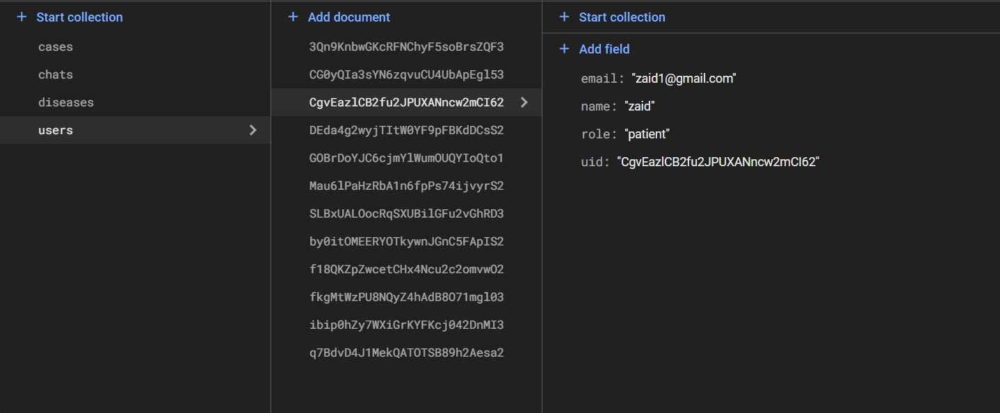 Start collection
cases
chats
diseases
users
Add document
3Qn9KnbwGKcRFNChyF5soBrsZQF3
CG0yQIa3sYN6zqvuCU4UbApEgl53
CgvEazlCB2fu2JPUXANncw2mCI62
DEda4g2wyjTItW0YF9pFBKdDCsS2
GOBrDoYJC6cjmYlWumOUQYIoQto1
Mau6lPaHzRbA1n6fpPs74ijvyrS2
SLBxUALOocRqSXUBilGFu2vGhRD3
by0itOMEERYOTkywnJGnC5FApIS2
f18QKZpZwcetCHx4Ncu2c2omvwO2
fkgMtWzPU8NQyZ4hAdB8O71mgl03
ibip0hZy7WXiGrKYFKcj042DnMI3
q7BdvD4J1MekQATOTSB89h2Aesa2
Start collection
Add field
email: "zaid1@gmail.com"
name: "zaid"
role: "patient"
uid: "CgvEazlCB2fu2JPUXANncw2mCI62"